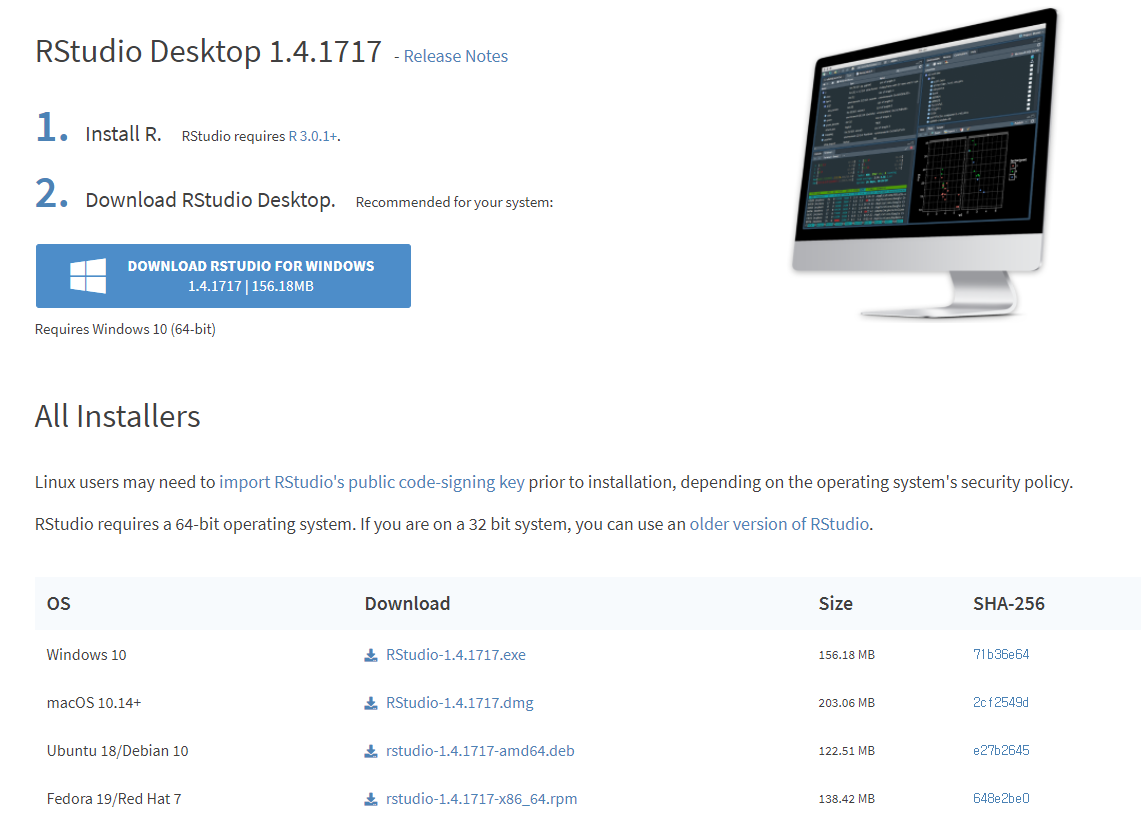 RStudio Desktop 1.4.1717 - Release Notes
1. Install R. RStudio requires R 3.0.1+.
2. Download RStudio Desktop. Recommended for your system:
DOWNLOAD RSTUDIO FOR WINDOWS
1.4.1717 | 156.18MB
Requires Windows 10 (64-bit)
All Installers
Linux users may need to import RStudio's public code-signing key prior to installation, depending on the operating system's security policy.
RStudio requires a 64-bit operating system. If you are on a 32 bit system, you can use an older version of RStudio.
OS Download Size SHA-256
Windows 10 RStudio-1.4.1717.exe 156.18 MB 71b36e64
macOS 10.14+ RStudio-1.4.1717.dmg 203.06 MB 2cf2549d
Ubuntu 18/Debian 10 rstudio-1.4.1717-amd64.deb 122.51 MB e27b2645
Fedora 19/Red Hat 7 rstudio-1.4.1717-x86_64.rpm 138.42 MB 648e2be0